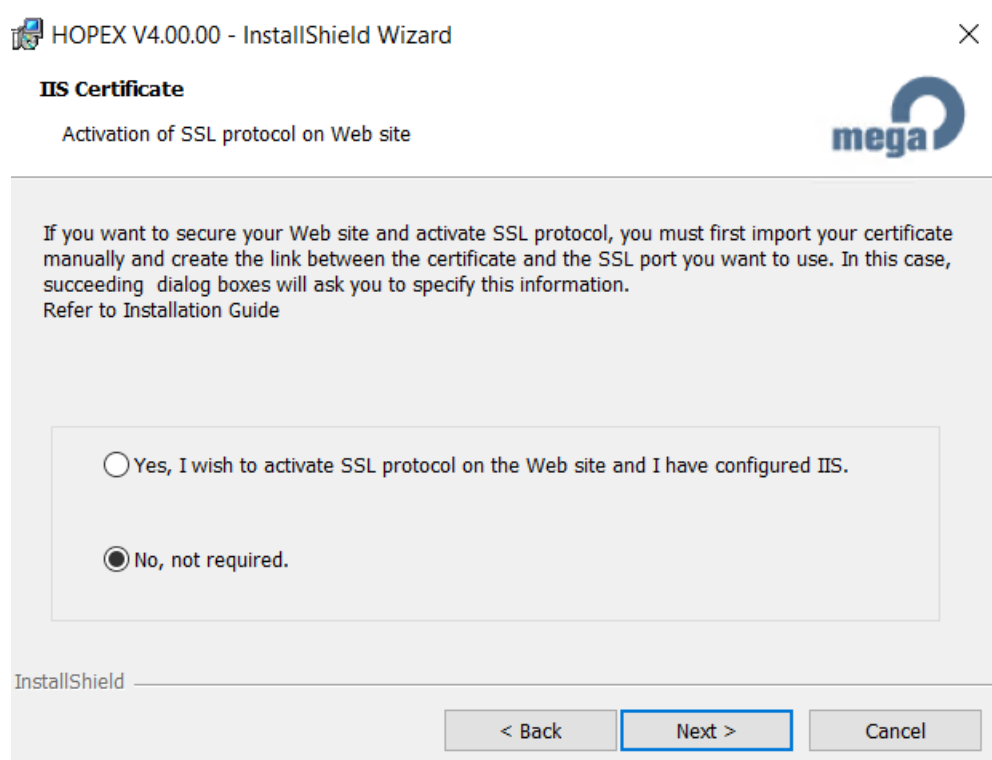 HOPEX V4.00.00 - InstallShield Wizard
IIS Certificate
Activation of SSL protocol on Web site
mega
If you want to secure your Web site and activate SSL protocol, you must first import your certificate
manually and create the link between the certificate and the SSL port you want to use. In this case,
succeeding  dialog boxes will ask you to specify this information.
Refer to Installation Guide
Yes, I wish to activate SSL protocol on the Web site and I have configured IIS.
No, not required.
InstallShield
< Back
Next >
Cancel